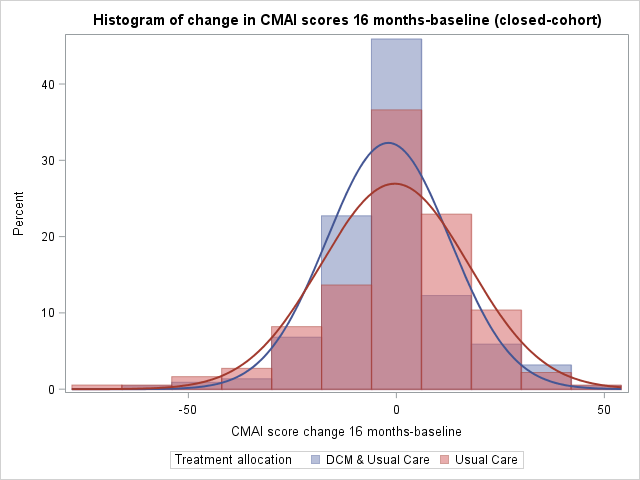 Histogram of change in CMAI scores 16 months-baseline (closed-cohort)
40
30
20
10
0
Percent
-50 0 50
CMAI score change 16 months-baseline
Treatment allocation DCM & Usual Care Usual Care